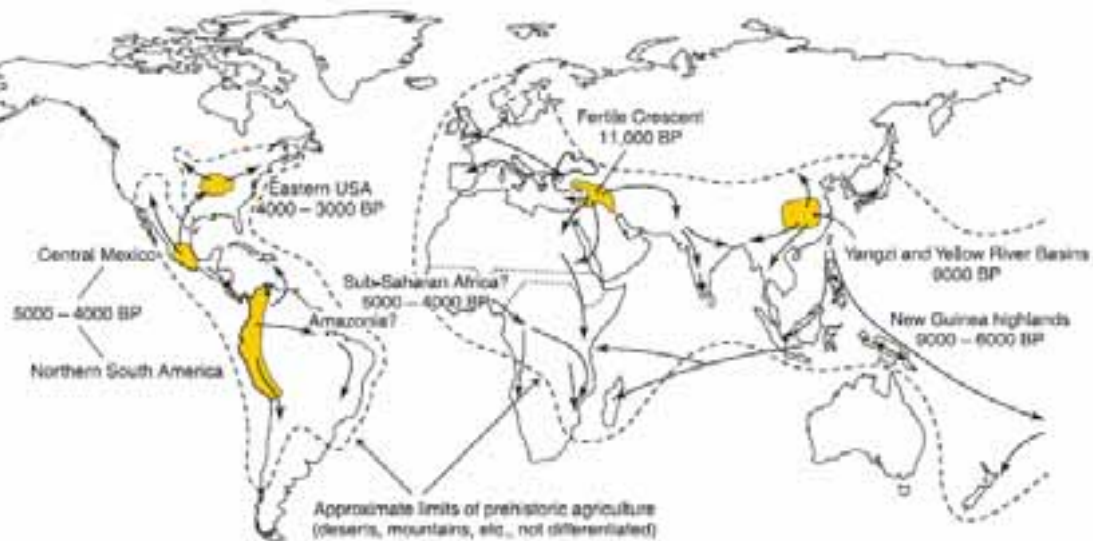 Fertile Crescent
11,000 BP
Eastern USA
4000 – 3000 BP
Central Mexico
5000 – 4000 BP
Northern South America
Amazonia?
Sub-Saharan Africa?
5000 – 4000 BP
Yangzi and Yellow River Basins
9000 BP
New Guinea highlands
9000 – 6000 BP
Approximate limits of prehistoric agriculture
(deserts, mountains, etc., not differentiated)